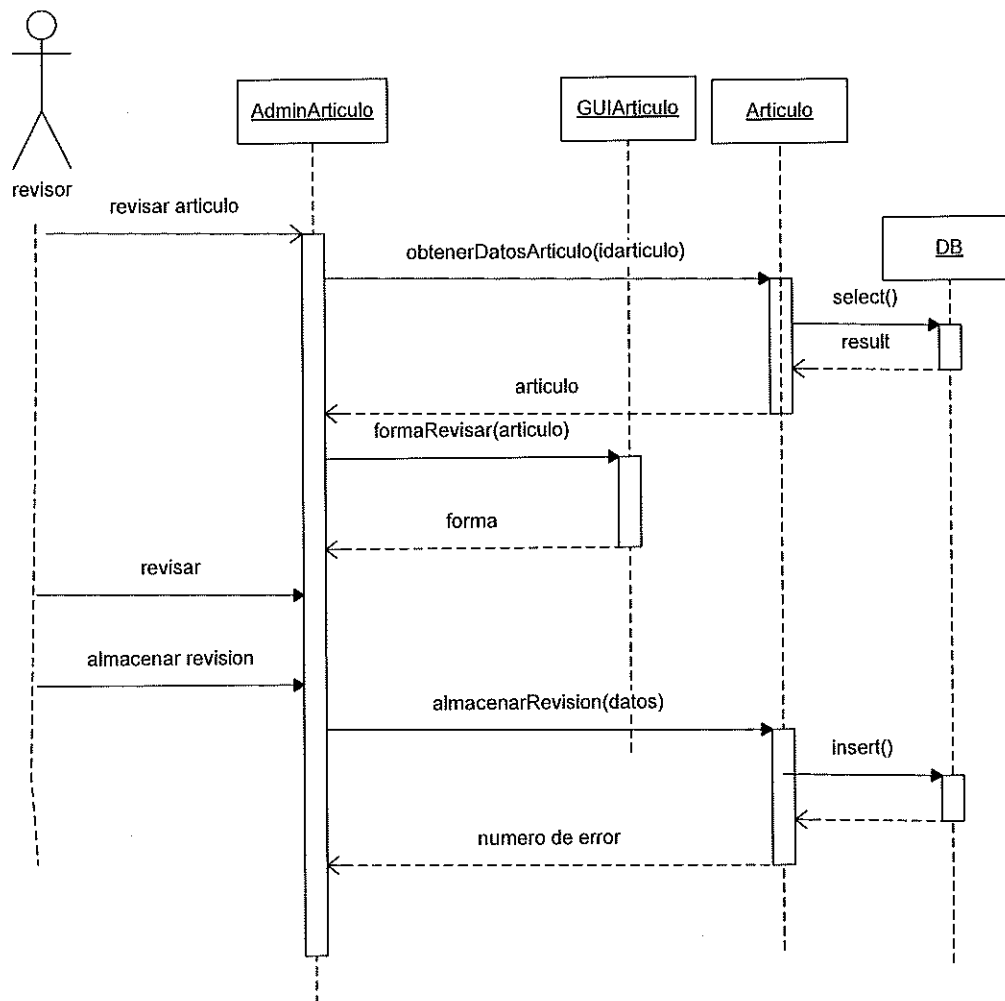 revisor
AdminArticulo
GUIArticulo
Articulo
DB
revisar articulo
obtenerDatosArticulo(idarticulo)
select()
result
articulo
formaRevisar(articulo)
forma
revisar
almacenar revision
almacenarRevision(datos)
insert()
numero de error